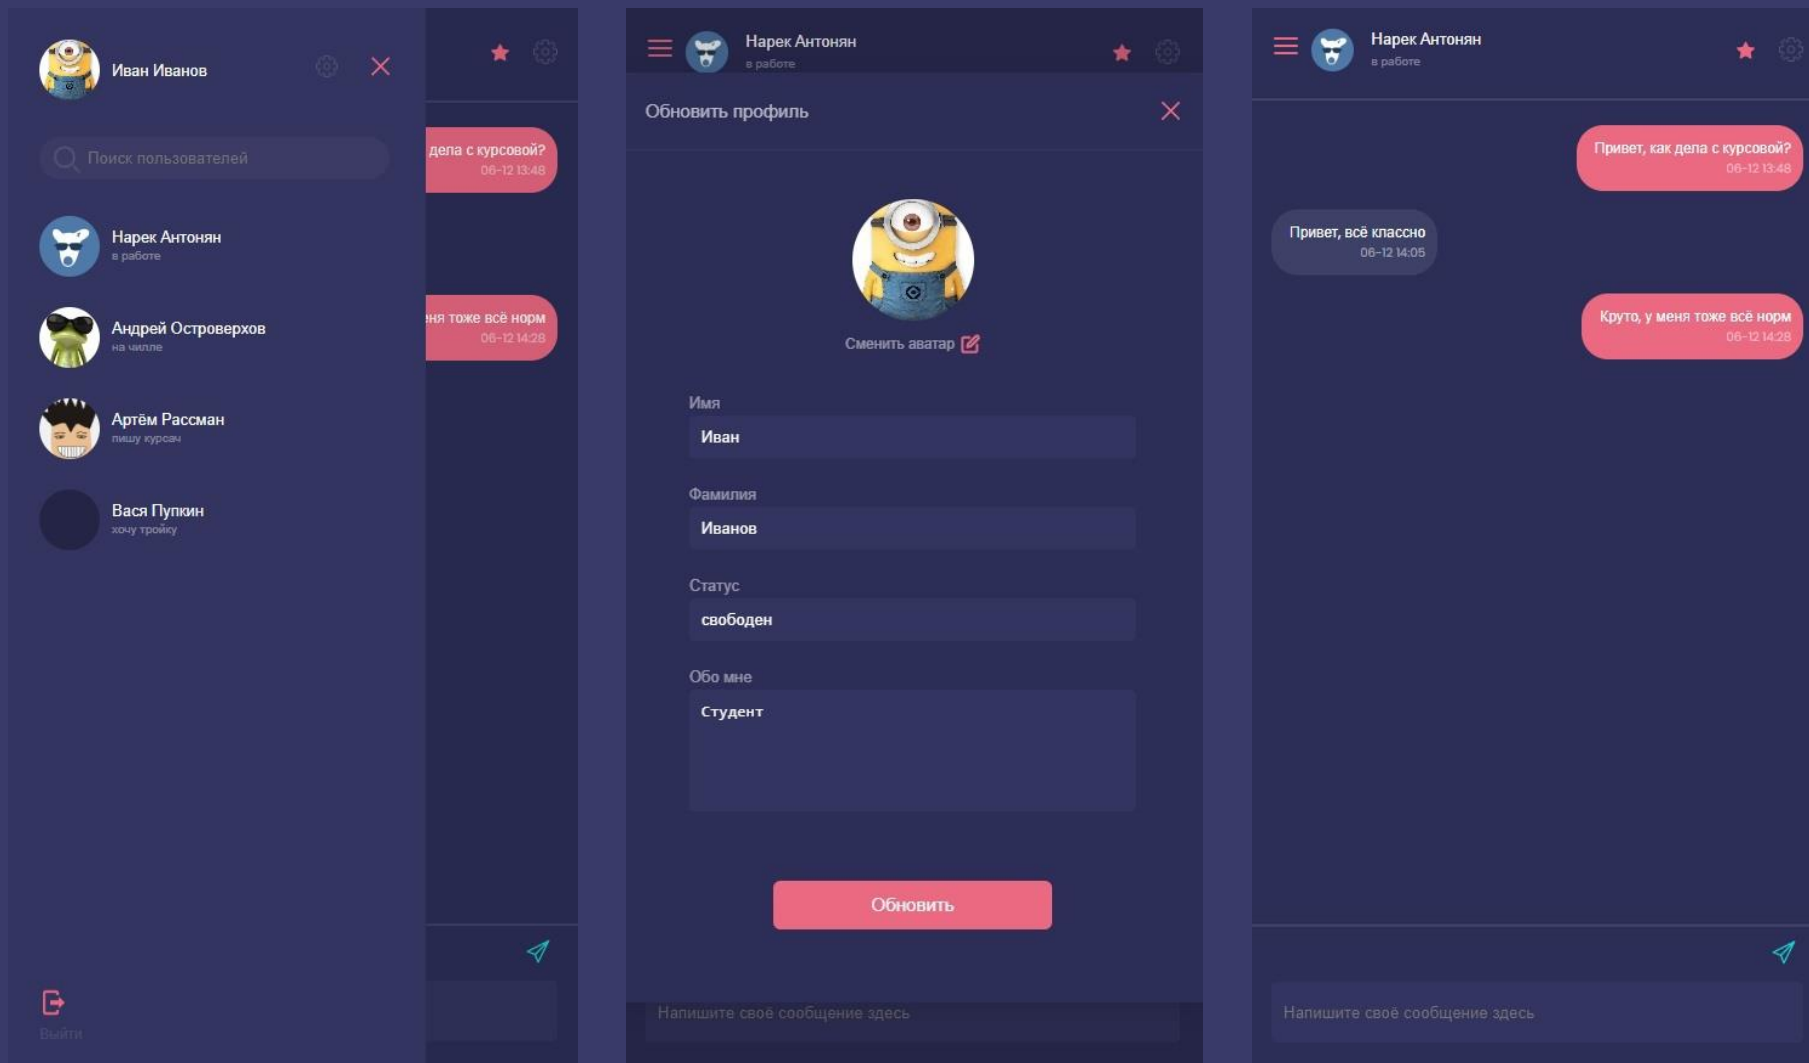 Иван Иванов
Поиск пользователей
Нарек Антонян
в работе
Андрей Островерхов
на чилле
Артём Рассман
пишу курсач
Вася Пупкин
хочу тройку
Выйти
дела с курсовой?
06-12 13:48
ня тоже всё норм
06-12 14:28
Нарек Антонян
в работе
Обновить профиль
Сменить аватар
Имя
Иван
Фамилия
Иванов
Статус
свободен
Обо мне
Студент
Обновить
Напишите своё сообщение здесь
Нарек Антонян
в работе
Привет, как дела с курсовой?
06-12 13:48
Привет, всё классно
06-12 14:05
Круто, у меня тоже всё норм
06-12 14:28
Напишите своё сообщение здесь